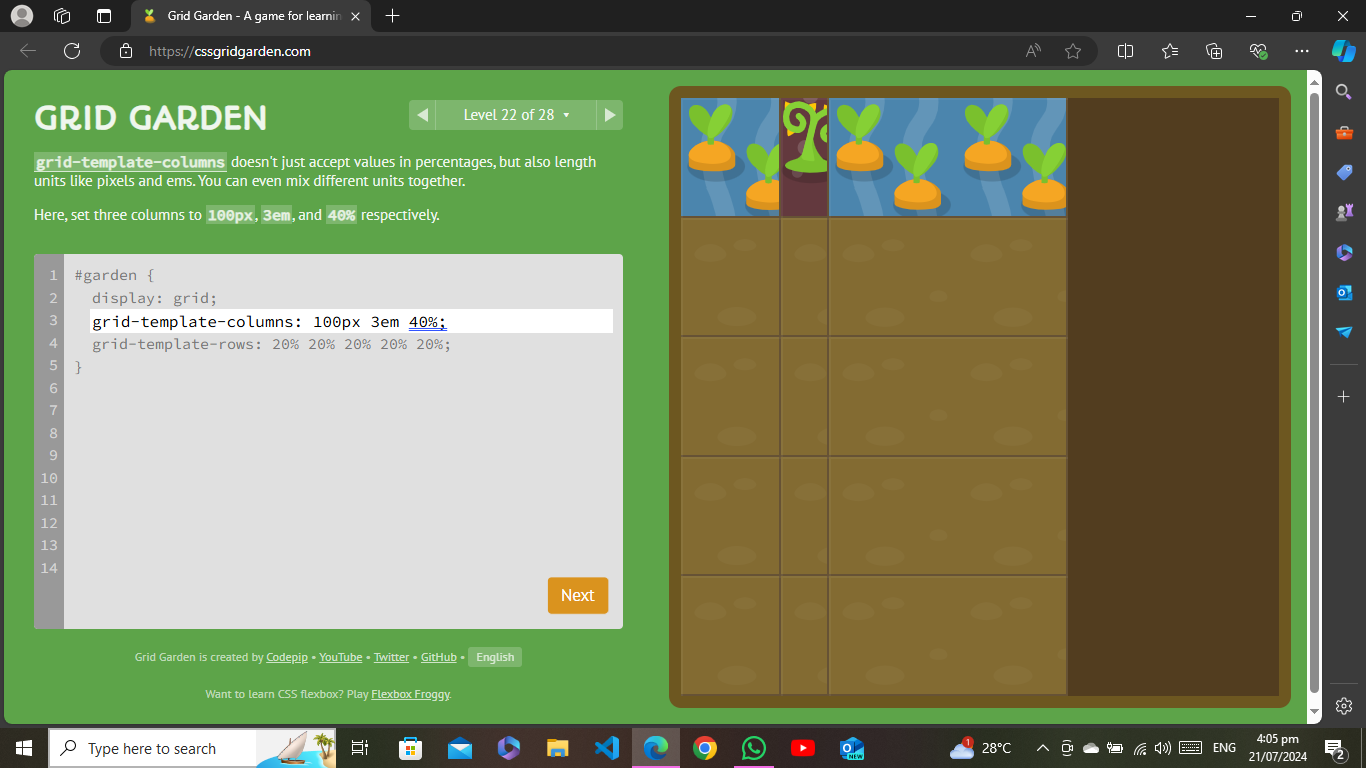 Grid Garden - A game for learnin
https://cssgridgarden.com
GRID GARDEN
Level 22 of 28
grid-template-columns doesn't just accept values in percentages, but also length
units like pixels and ems. You can even mix different units together.
Here, set three columns to 100px, 3em, and 40% respectively.
1 #garden {
2 display: grid;
3 grid-template-columns: 100px 3em 40%;
4 grid-template-rows: 20% 20% 20% 20% 20%;
5 }
6
7
8
9
10
11
12
13
14
Next
Grid Garden is created by Codepip • YouTube • Twitter • GitHub • English
Want to learn CSS flexbox? Play Flexbox Froggy.
Type here to search
NEW
1
28°C
ENG
4:05 pm
21/07/2024
2